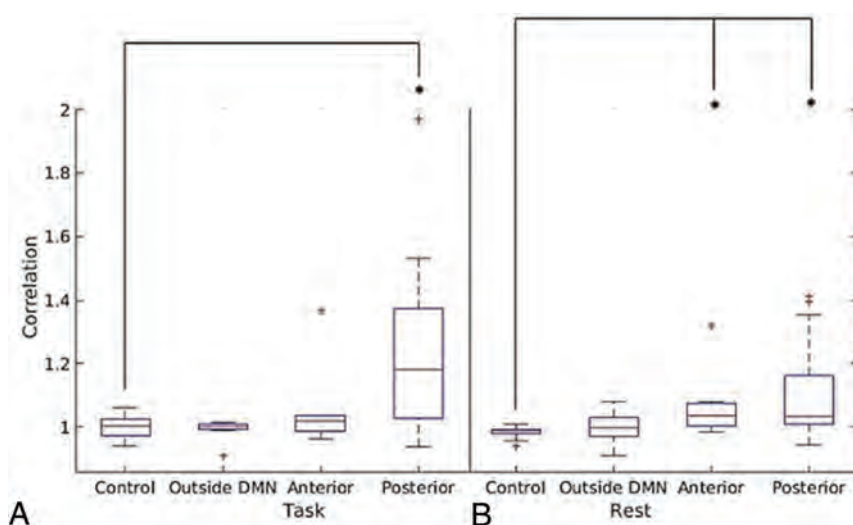 2
1.8
1.6
1.4
1.2
1
Correlation
Control Outside DMN Anterior Posterior
Task
Control Outside DMN Anterior Posterior
Rest
A
B